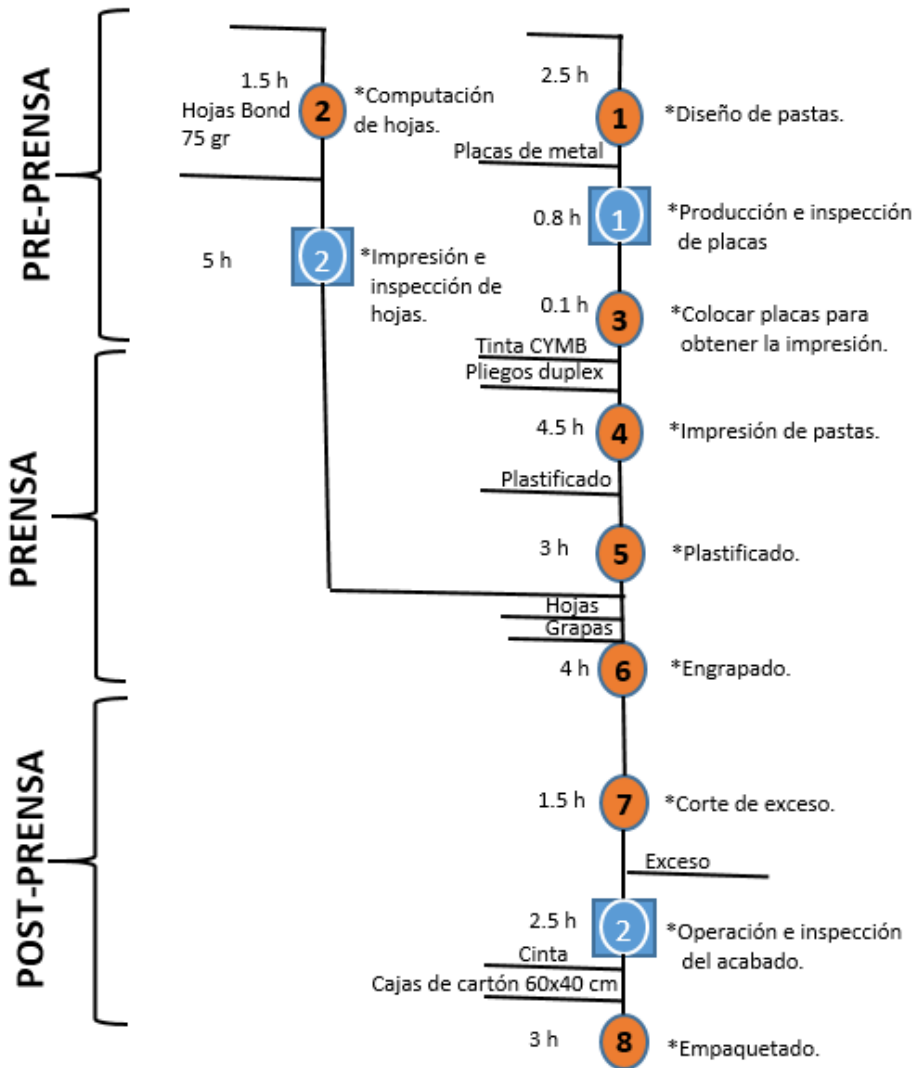 PRE-PRENSA
1.5 h
Hojas Bond
75 gr
2
*Computación
de hojas.
5 h
2
*Impresión e
inspección de
hojas.
2.5 h
1
*Diseño de pastas.
Placas de metal
0.8 h
1
*Producción e inspección
de placas
0.1 h
3
*Colocar placas para
obtener la impresión.
PRENSA
Tinta CYMB
Pliegos duplex
4.5 h
4
*Impresión de pastas.
Plastificado
3 h
5
*Plastificado.
Hojas
Grapas
4 h
6
*Engrapado.
POST-PRENSA
1.5 h
7
*Corte de exceso.
Exceso
2.5 h
2
*Operación e inspección
del acabado.
Cinta
Cajas de cartón 60x40 cm
3 h
8
*Empaquetado.